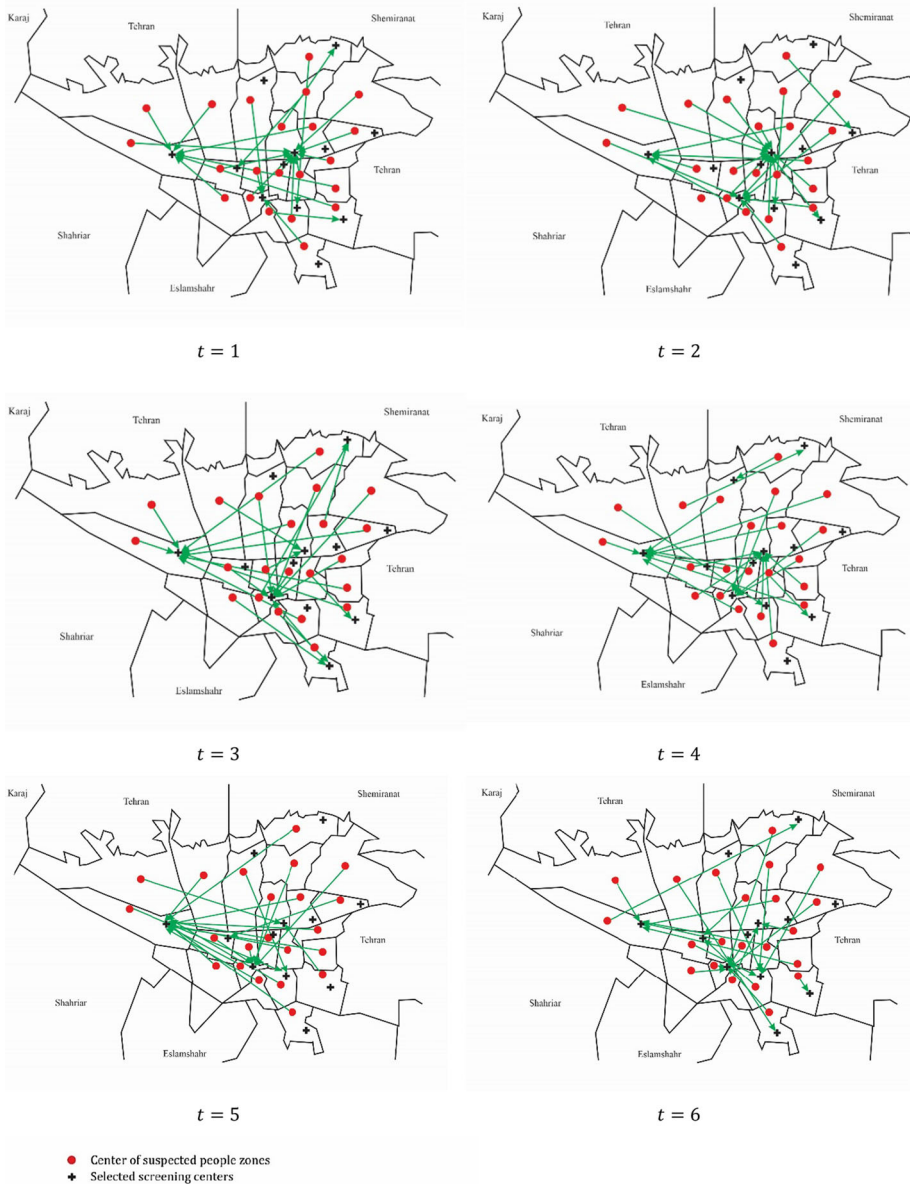 Karaj
Tehran
Shemiranat
Tehran
Shahriar
Eslamshahr
Karaj
Tehran
Shemiranat
Tehran
Shahriar
Eslamshahr
t = 1
t = 2
Karaj
Tehran
Shemiranat
Tehran
Shahriar
Eslamshahr
Karaj
Tehran
Shemiranat
Tehran
Shahriar
Eslamshahr
t = 3
t = 4
Karaj
Tehran
Shemiranat
Tehran
Shahriar
Eslamshahr
Karaj
Tehran
Shemiranat
Tehran
Shahriar
Eslamshahr
t = 5
t = 6
Center of suspected people zones
Selected screening centers